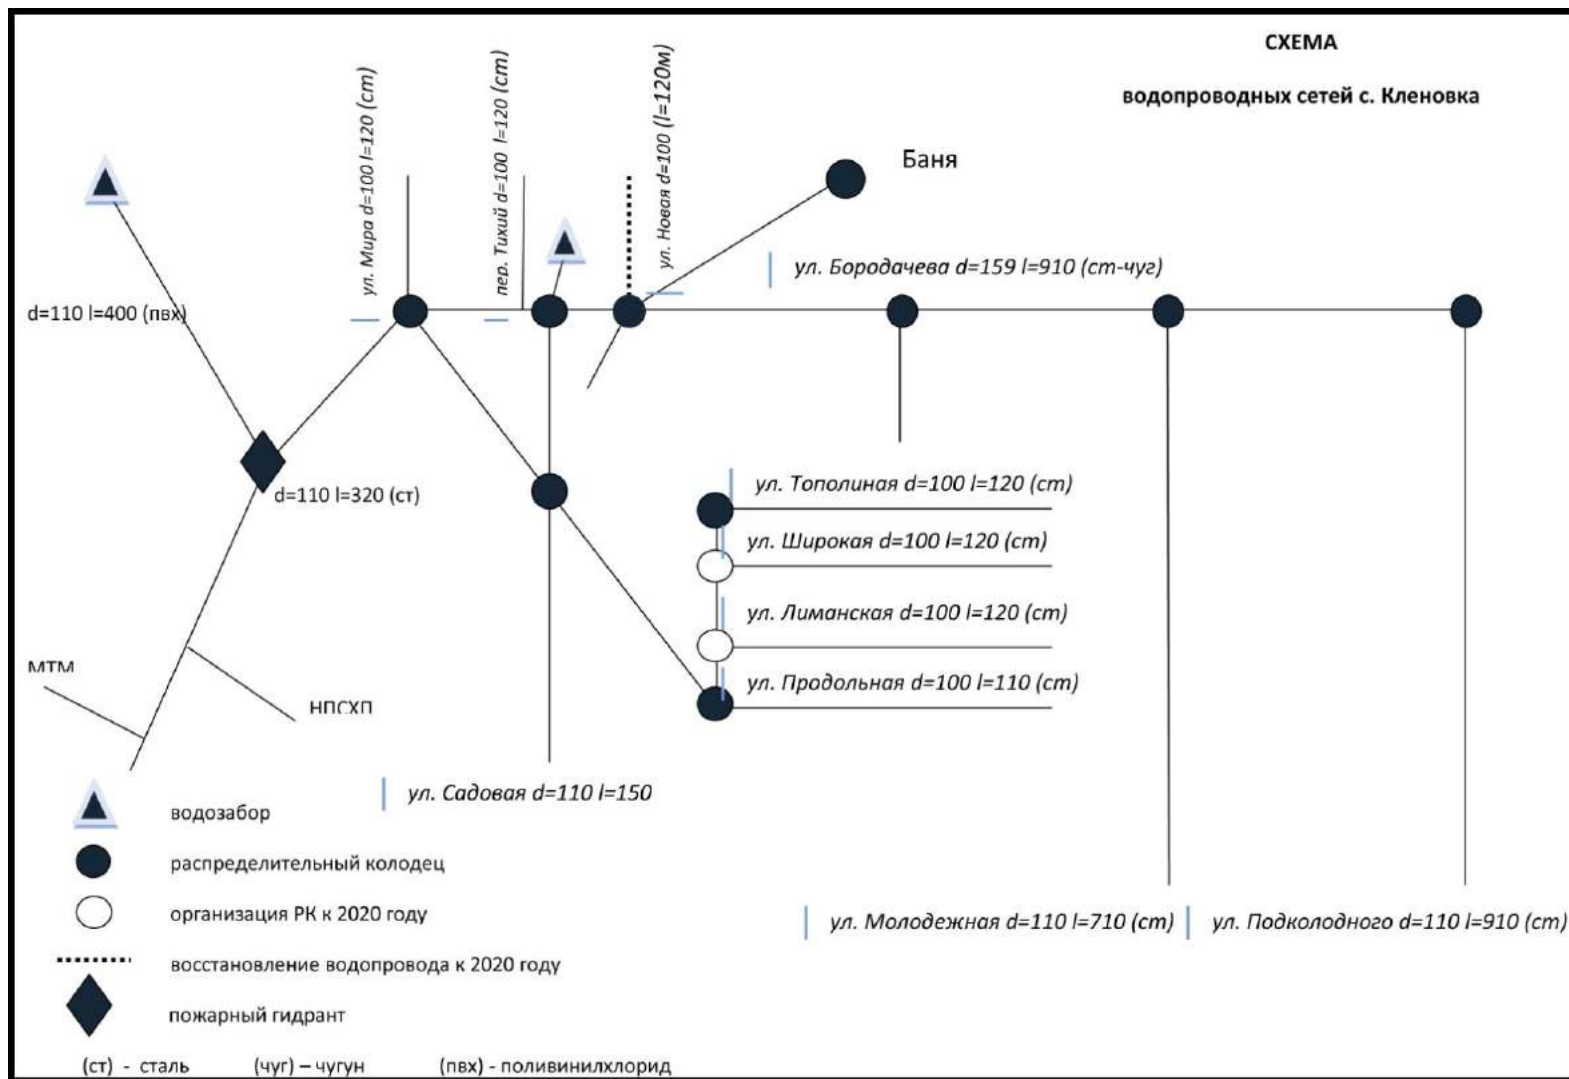 СХЕМА
водопроводных сетей с. Кленовка
ул. Мира d=100 l=120 (ст)
пер. Тихий d=100 l=120 (ст)
ул. Новая d=100 (l=120м)
Баня
ул. Бородачева d=159 l=910 (ст-чуг)
d=110 l=400 (пвх)
d=110 l=320 (ст)
ул. Тополиная d=100 l=120 (ст)
ул. Широкая d=100 l=120 (ст)
ул. Лиманская d=100 l=120 (ст)
ул. Продольная d=100 l=110 (ст)
МТМ
НПСХП
ул. Садовая d=110 l=150
ул. Молодежная d=110 l=710 (ст)
ул. Подколодного d=110 l=910 (ст)
водозабор
распределительный колодец
организация РК к 2020 году
восстановление водопровода к 2020 году
пожарный гидрант
(ст) - сталь (чуг) – чугун (пвх) - поливинилхлорид